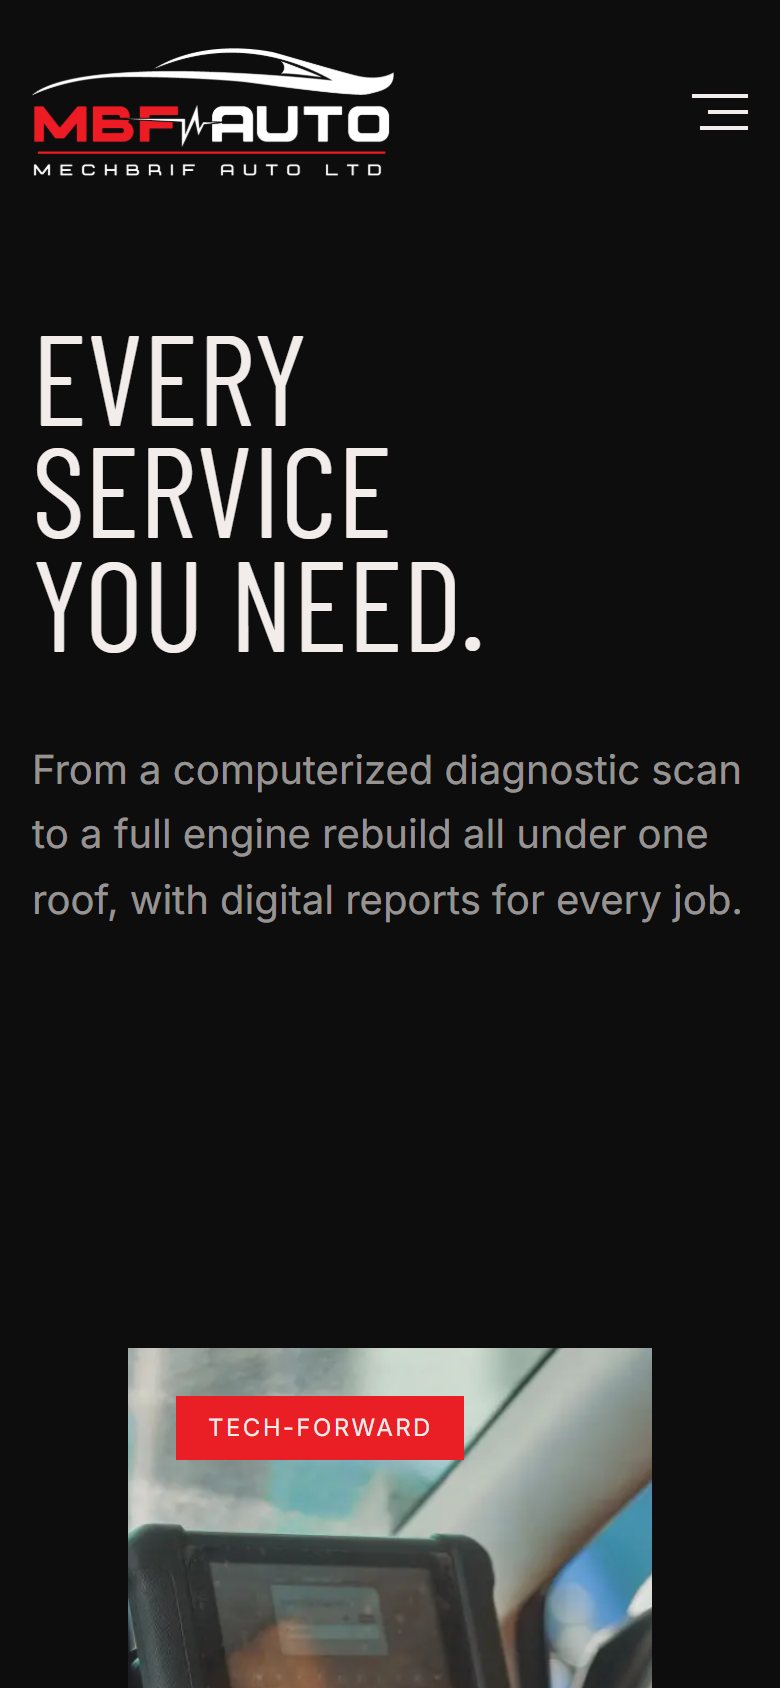 MBF AUTO
MECHBRIF AUTO LTD
EVERY
SERVICE
YOU NEED.
From a computerized diagnostic scan
to a full engine rebuild all under one
roof, with digital reports for every job.
TECH-FORWARD